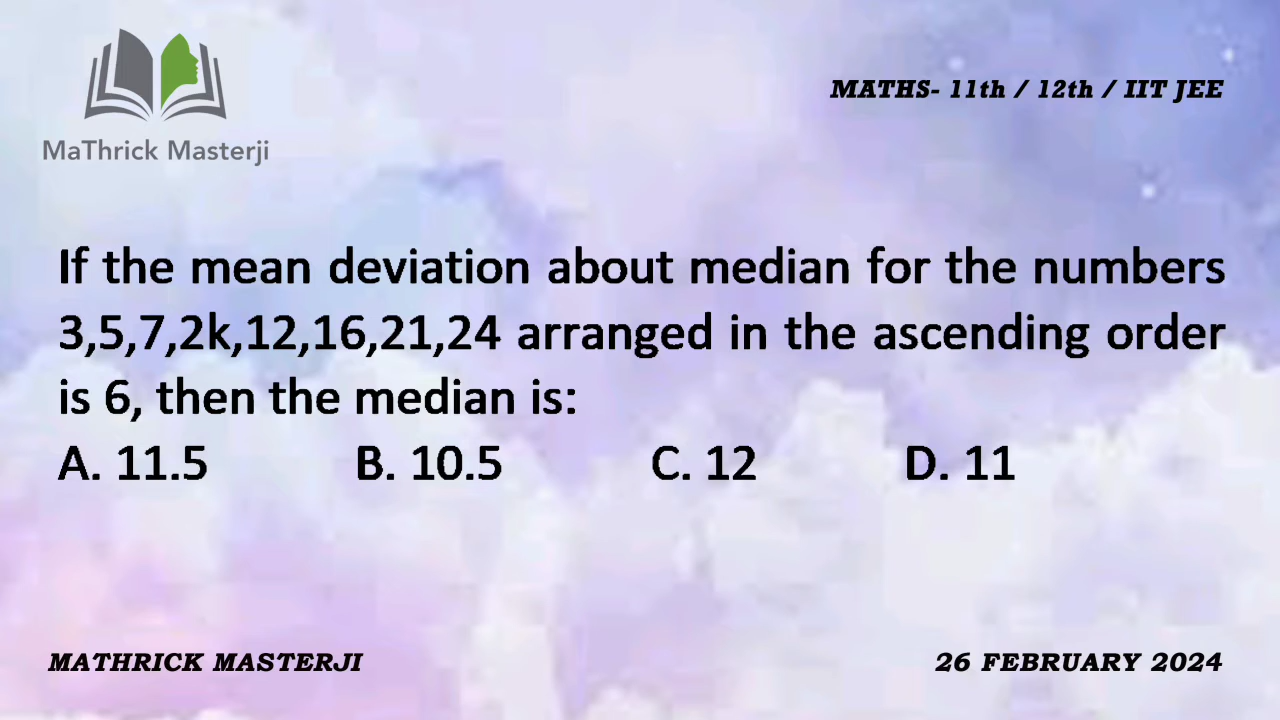 MaThrick Masterji
MATHS- 11th / 12th / IIT JEE
If the mean deviation about median for the numbers
3,5,7,2k,12,16,21,24 arranged in the ascending order
is 6, then the median is:
A. 11.5 B. 10.5 C. 12 D. 11
MATHRICK MASTERJI
26 FEBRUARY 2024